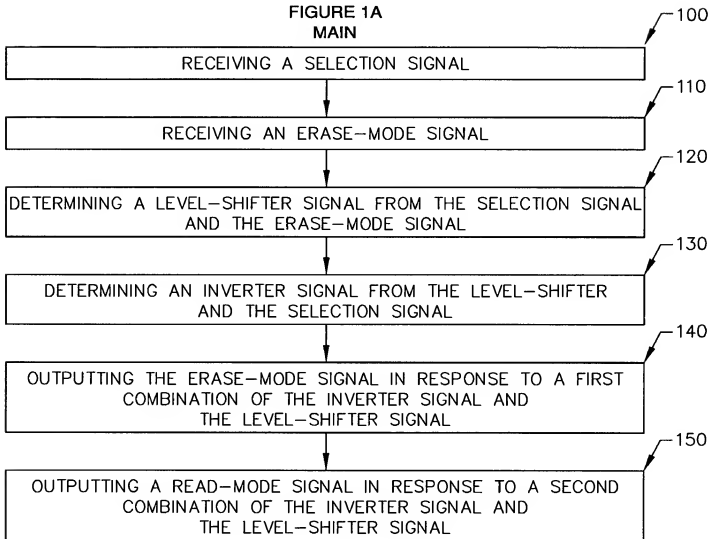 FIGURE 1A
MAIN
100
RECEIVING A SELECTION SIGNAL
110
RECEIVING AN ERASE-MODE SIGNAL
120
DETERMINING A LEVEL-SHIFTER SIGNAL FROM THE SELECTION SIGNAL
AND THE ERASE-MODE SIGNAL
130
DETERMINING AN INVERTER SIGNAL FROM THE LEVEL-SHIFTER
AND THE SELECTION SIGNAL
140
OUTPUTTING THE ERASE-MODE SIGNAL IN RESPONSE TO A FIRST
COMBINATION OF THE INVERTER SIGNAL AND
THE LEVEL-SHIFTER SIGNAL
150
OUTPUTTING A READ-MODE SIGNAL IN RESPONSE TO A SECOND
COMBINATION OF THE INVERTER SIGNAL AND
THE LEVEL-SHIFTER SIGNAL